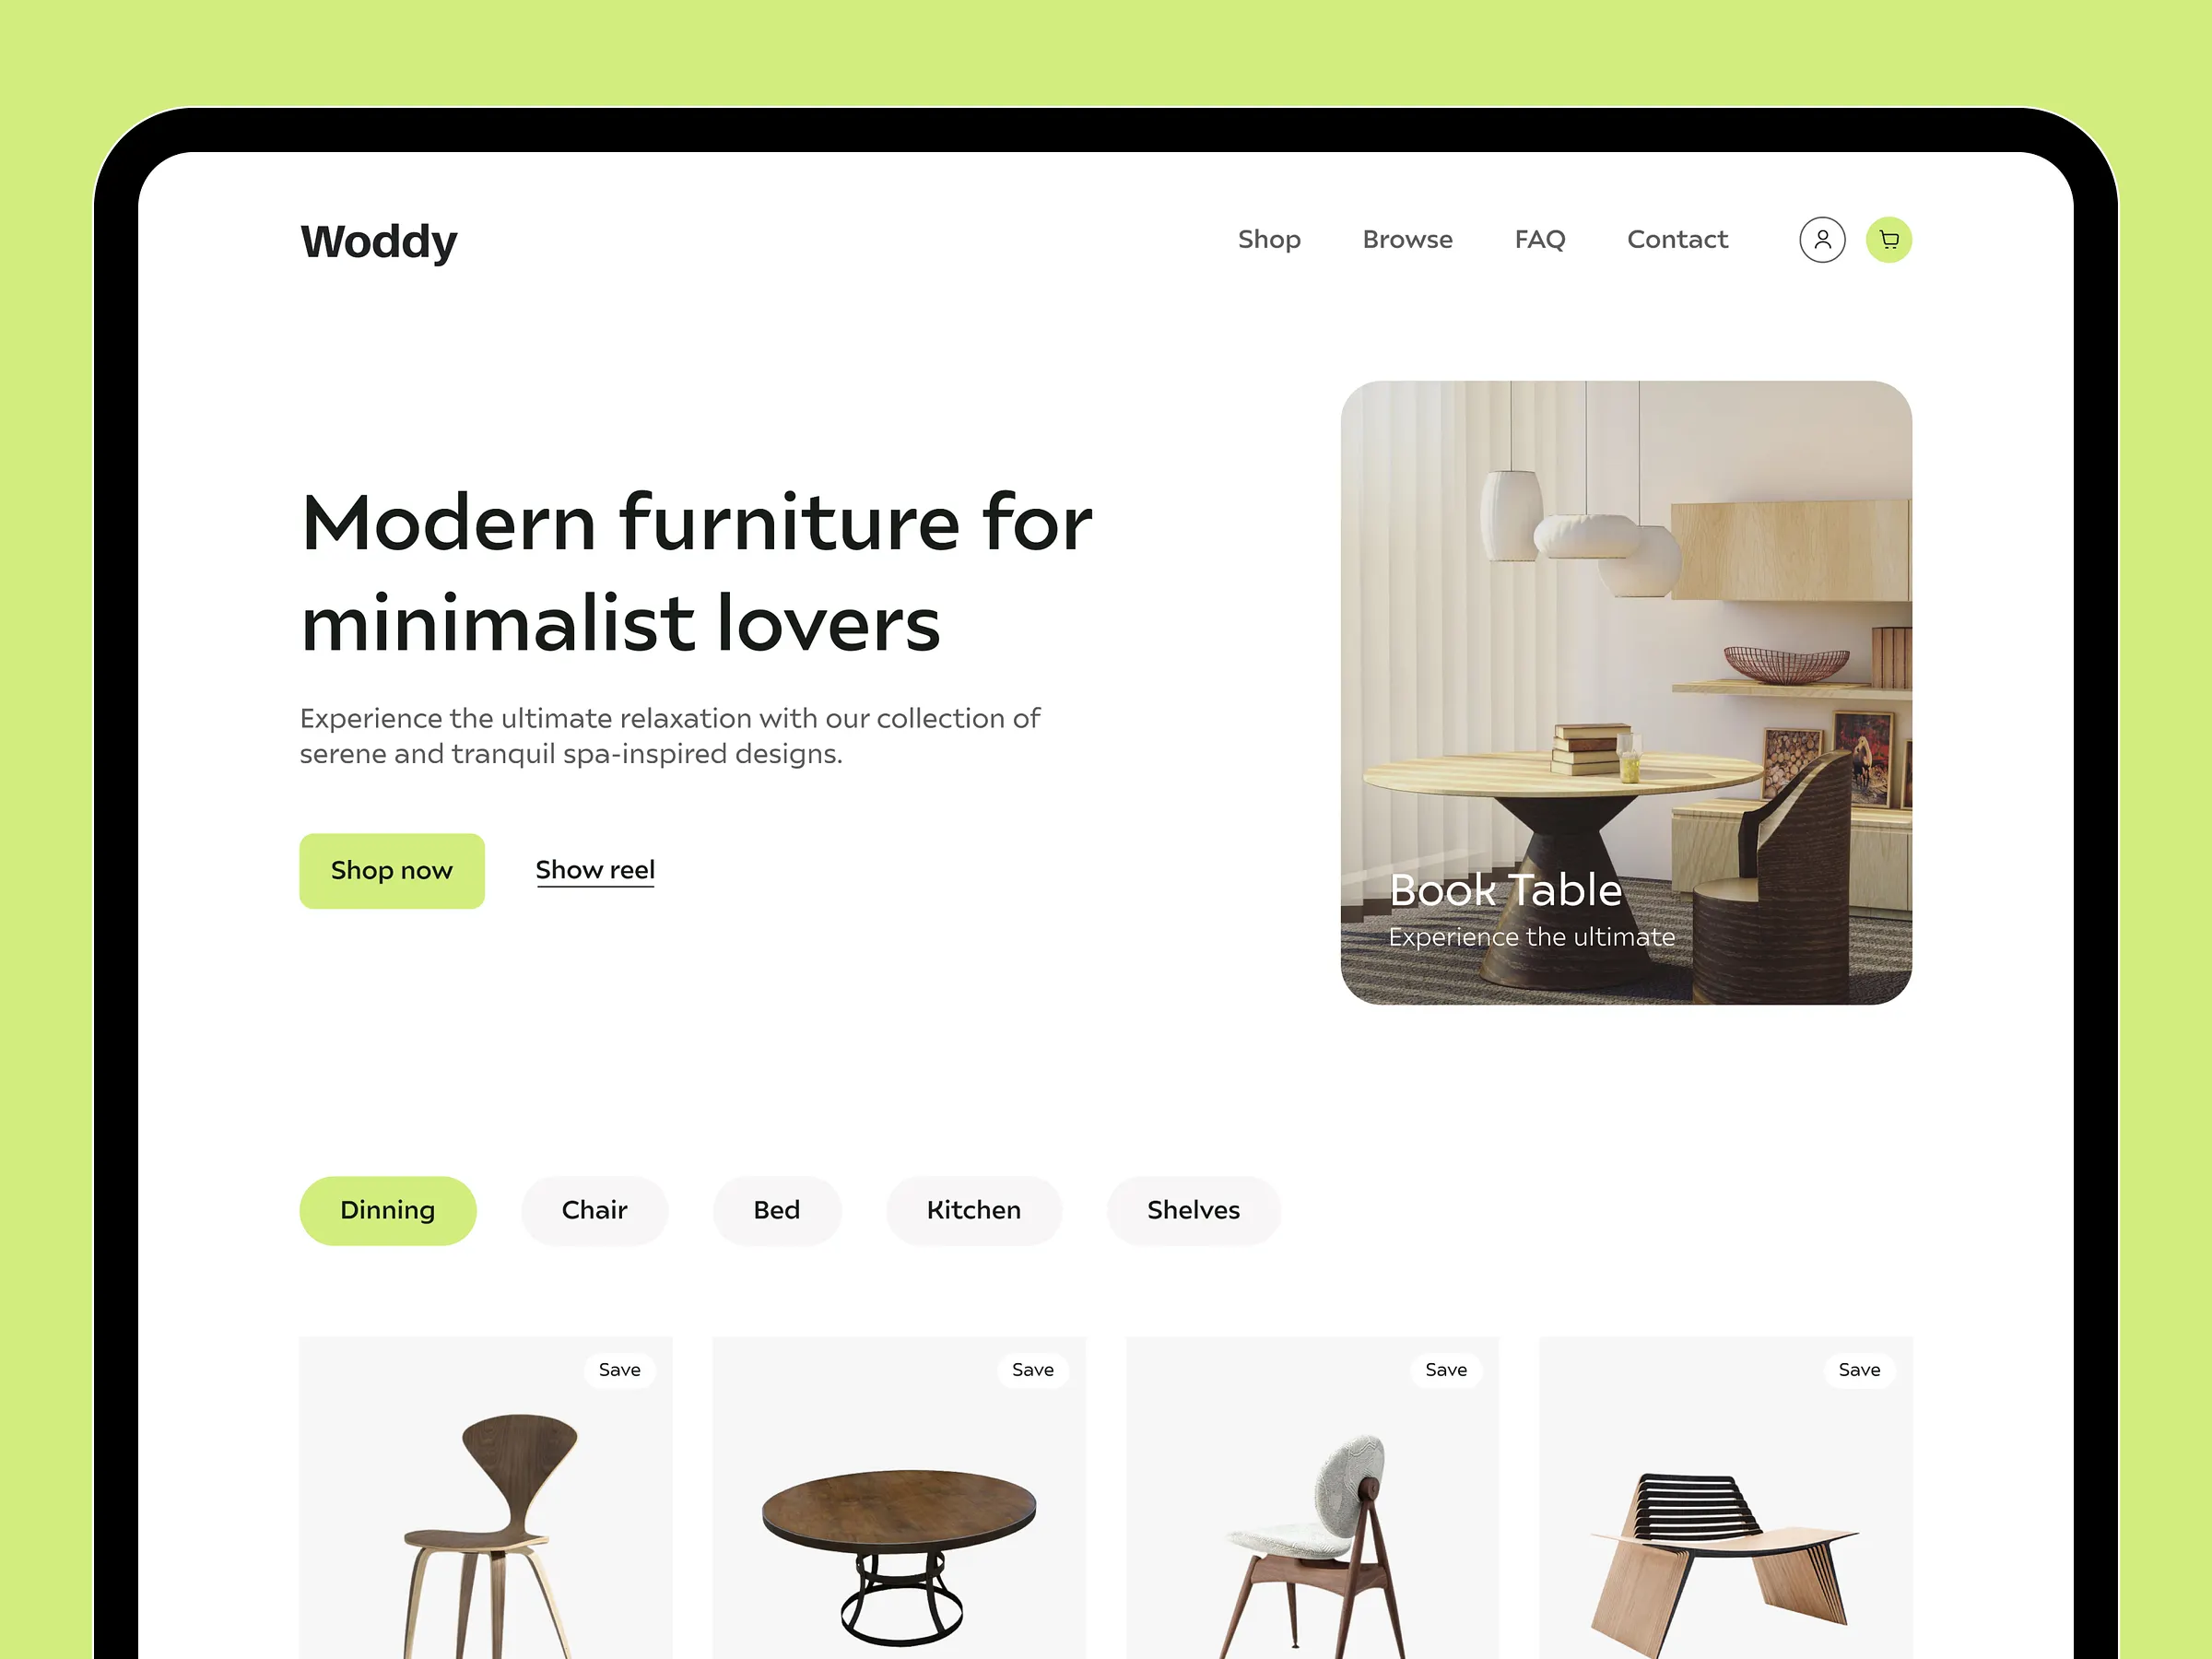 Woddy
Shop
Browse
FAQ
Contact
Modern furniture for
minimalist lovers
Experience the ultimate relaxation with our collection of
serene and tranquil spa-inspired designs.
Shop now
Show reel
Book Table
Experience the ultimate
Dinning
Chair
Bed
Kitchen
Shelves
Save
Save
Save
Save